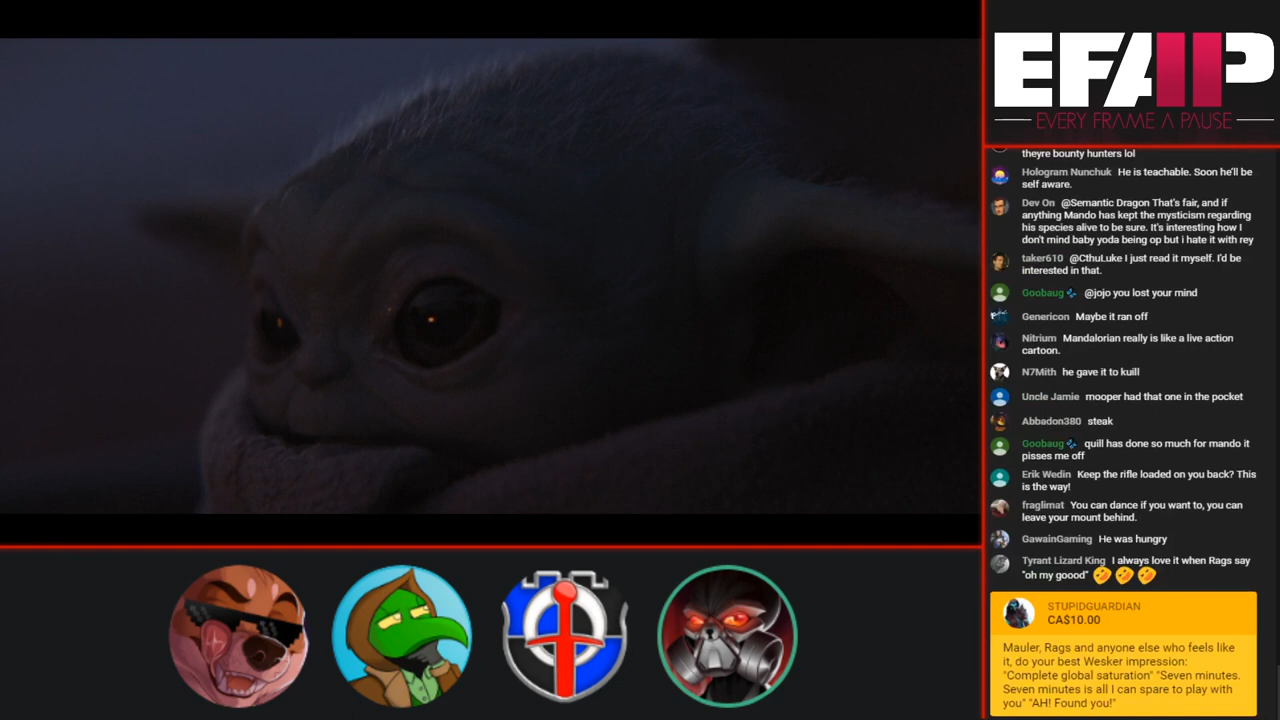 EFAP
EVERY FRAME A PAUSE
theyre bounty hunters lol
Hologram Nunchuk He is teachable. Soon he'll be
self aware.
Dev On @Semantic Dragon That's fair, and if
anything Mando has kept the mysticism regarding
his species alive to be sure. It's interesting how I
don't mind baby yoda being op but i hate it with rey
taker610 @CthuLuke I just read it myself. I'd be
interested in that.
Goobaug @jojo you lost your mind
Genericon Maybe it ran off
Nitrium Mandalorian really is like a live action
cartoon.
N7Mith he gave it to kuill
Uncle Jamie mooper had that one in the pocket
Abbadon380 steak
Goobaug quill has done so much for mando it
pisses me off
Erik Wedin Keep the rifle loaded on you back? This
is the way!
fraglimat You can dance if you want to, you can
leave your mount behind.
GawainGaming He was hungry
Tyrant Lizard King I always love it when Rags say
"oh my goood"
STUPIDGUARDIAN
CA$10.00
Mauler, Rags and anyone else who feels like
it, do your best Wesker impression:
"Complete global saturation" "Seven minutes.
Seven minutes is all I can spare to play with
you" "AH! Found you!"